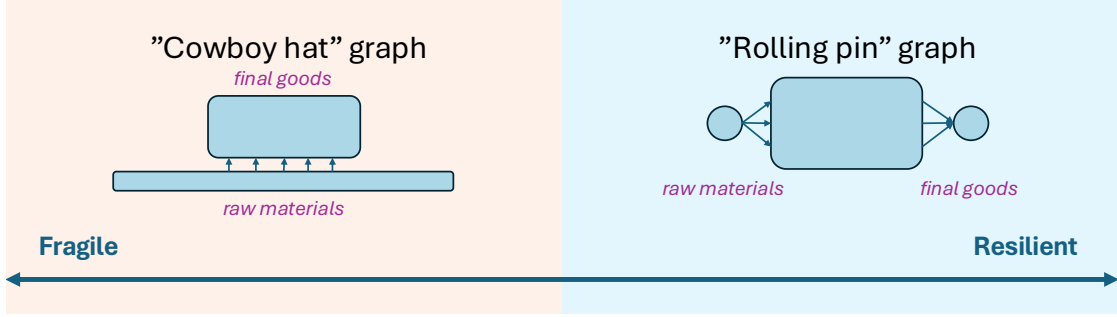 ”Cowboy hat” graph
final goods
raw materials
”Rolling pin” graph
raw materials
final goods
Fragile
Resilient